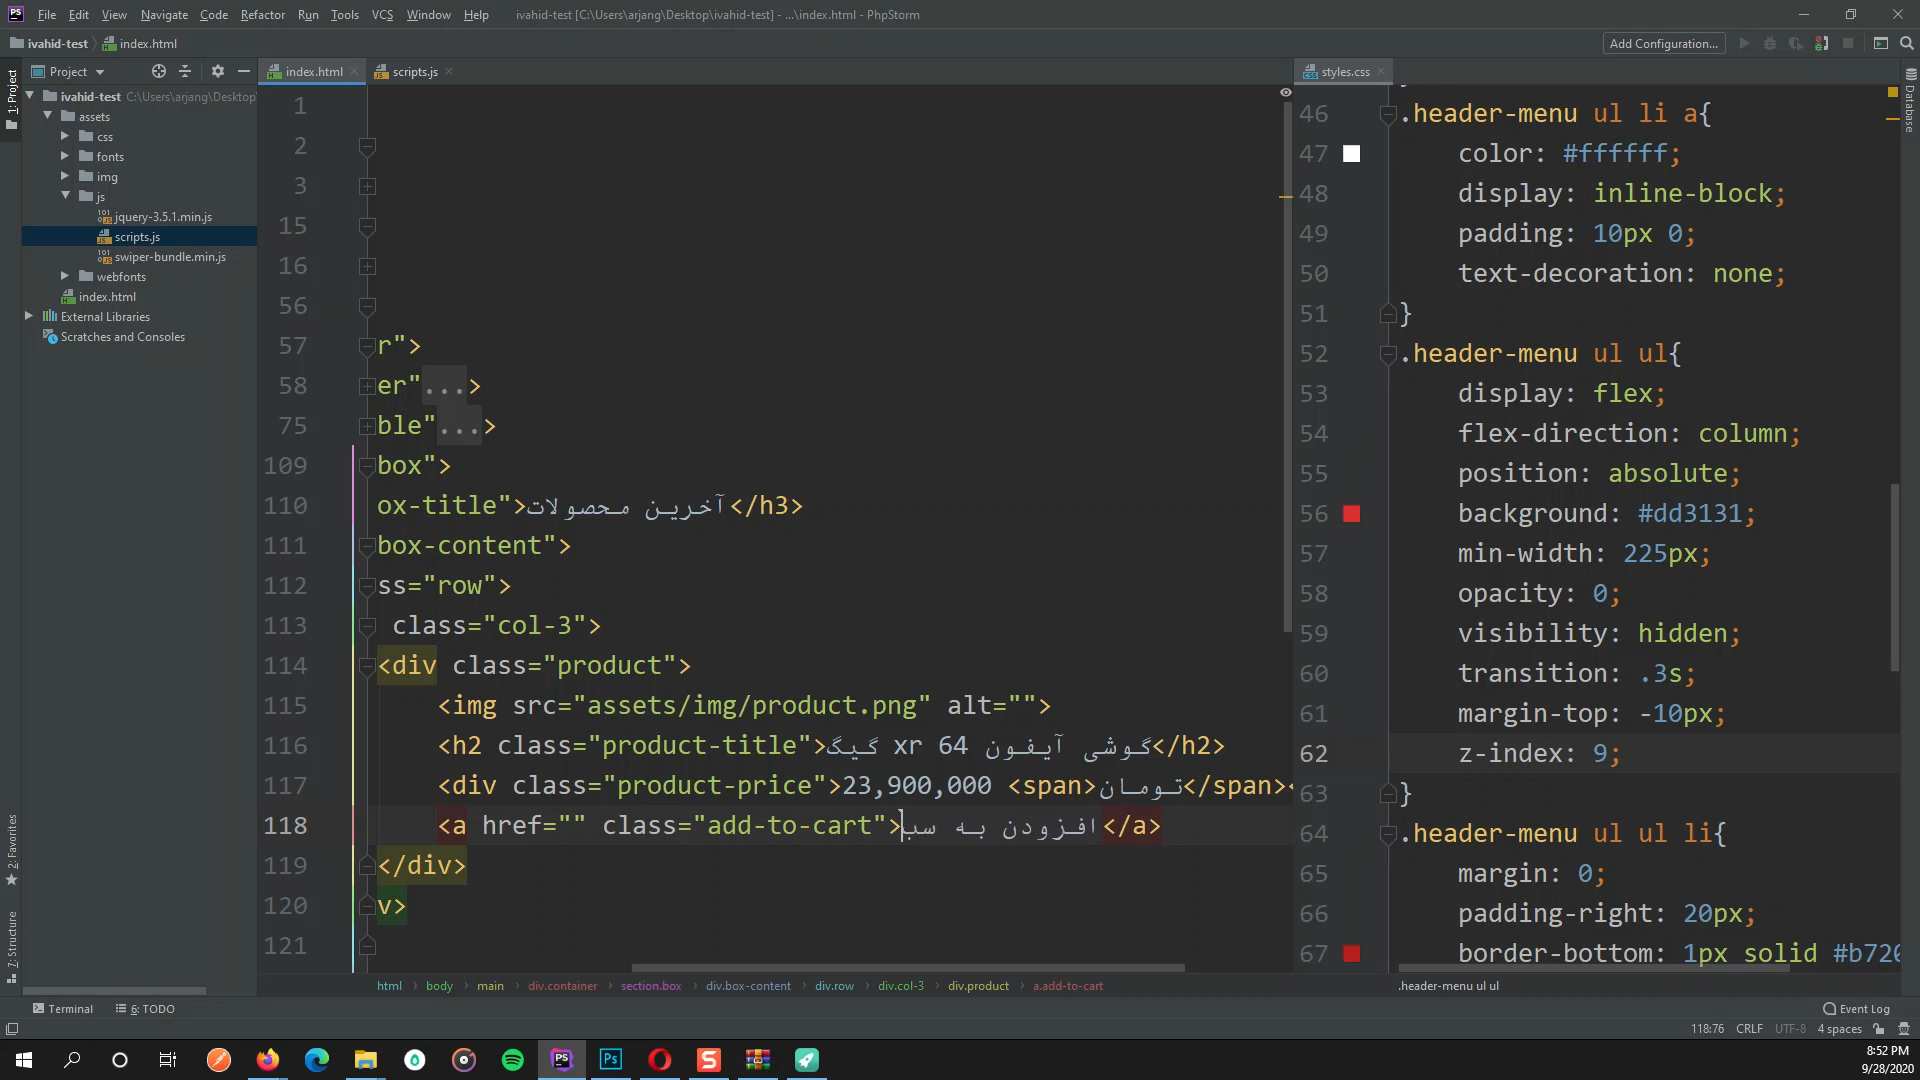 File Edit View Navigate Code Refactor Run Tools VCS Window Help ivahid-test [C:\Users\arjang\Desktop\ivahid-test] - ...\index.html - PhpStorm
ivahid-test index.html Add Configuration...
Project
index.html
scripts.js
styles.css
1: Project
2: Favorites
7: Structure
Database
ivahid-test C:\Users\arjang\Desktop
assets
css
fonts
img
js
jquery-3.5.1.min.js
scripts.js
swiper-bundle.min.js
webfonts
index.html
External Libraries
Scratches and Consoles
1
2
3
15
16
56
57 r">
58 er"...>
75 ble"...>
109 box">
110 ox-title">آخرین محصولات</h3>
111 box-content">
112 ss="row">
113 class="col-3">
114 <div class="product">
115 <img src="assets/img/product.png" alt="">
116 <h2 class="product-title">گوشی آیفون xr 64 گیگ</h2>
117 <div class="product-price">23,900,000 <span>تومان</span><
118 <a href="" class="add-to-cart">افزودن به سب</a>
119 </div>
120 v>
121
46 .header-menu ul li a{
47 color: #ffffff;
48 display: inline-block;
49 padding: 10px 0;
50 text-decoration: none;
51 }
52 .header-menu ul ul{
53 display: flex;
54 flex-direction: column;
55 position: absolute;
56 background: #dd3131;
57 min-width: 225px;
58 opacity: 0;
59 visibility: hidden;
60 transition: .3s;
61 margin-top: -10px;
62 z-index: 9;
63 }
64 .header-menu ul ul li{
65 margin: 0;
66 padding-right: 20px;
67 border-bottom: 1px solid #b720
html body main div.container section.box div.box-content div.row div.col-3 div.product a.add-to-cart
.header-menu ul ul
Terminal 6: TODO Event Log
118:76 CRLF UTF-8 4 spaces
8:52 PM
9/28/2020